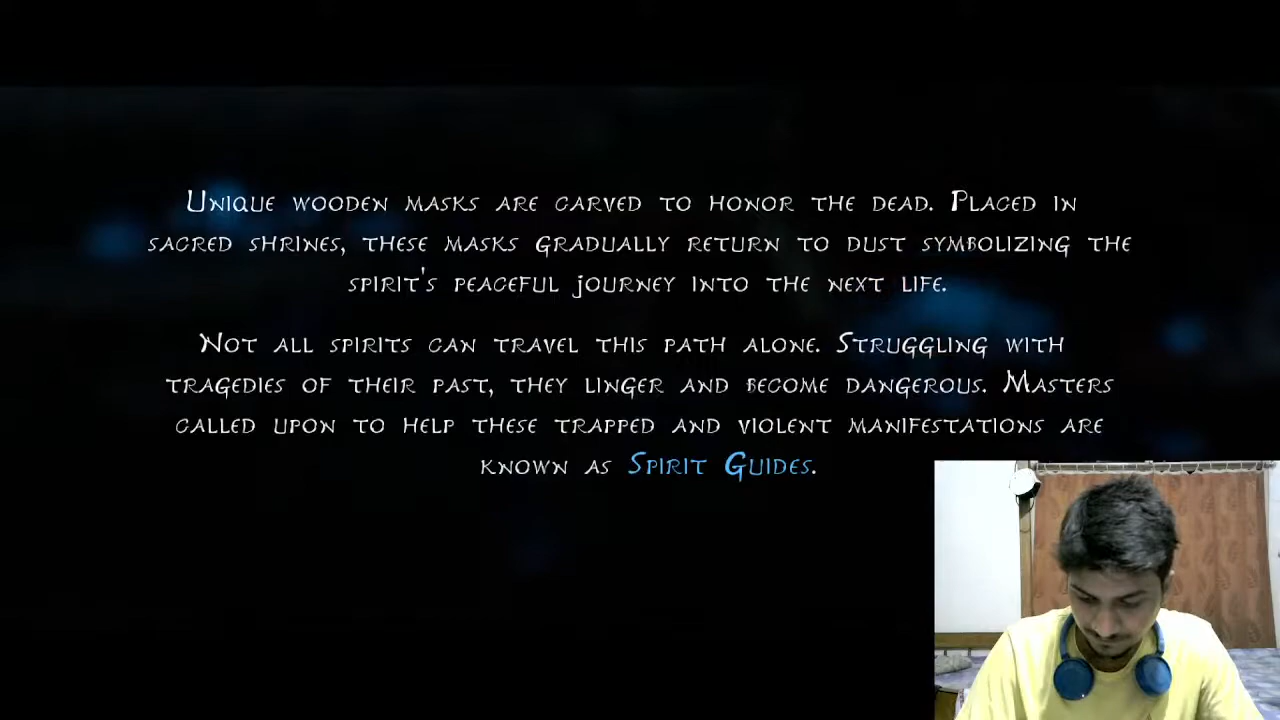 Unique wooden masks are carved to honor the dead. Placed in
sacred shrines, these masks gradually return to dust symbolizing the
spirit's peaceful journey into the next life.
Not all spirits can travel this path alone. Struggling with
tragedies of their past, they linger and become dangerous. Masters
called upon to help these trapped and violent manifestations are
known as Spirit Guides.